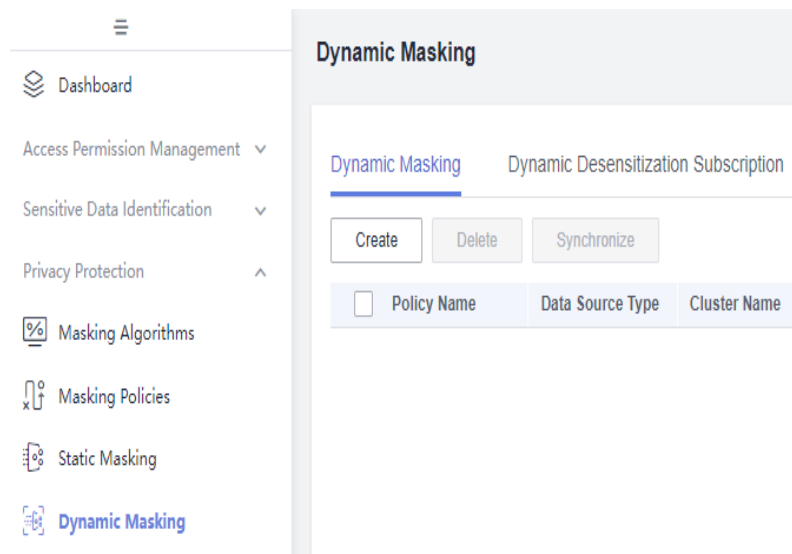 Dashboard
Access Permission Management
Sensitive Data Identification
Privacy Protection
Masking Algorithms
Masking Policies
Static Masking
Dynamic Masking
Dynamic Masking
Dynamic Masking Dynamic Desensitization Subscription
Create Delete Synchronize
Policy Name Data Source Type Cluster Name